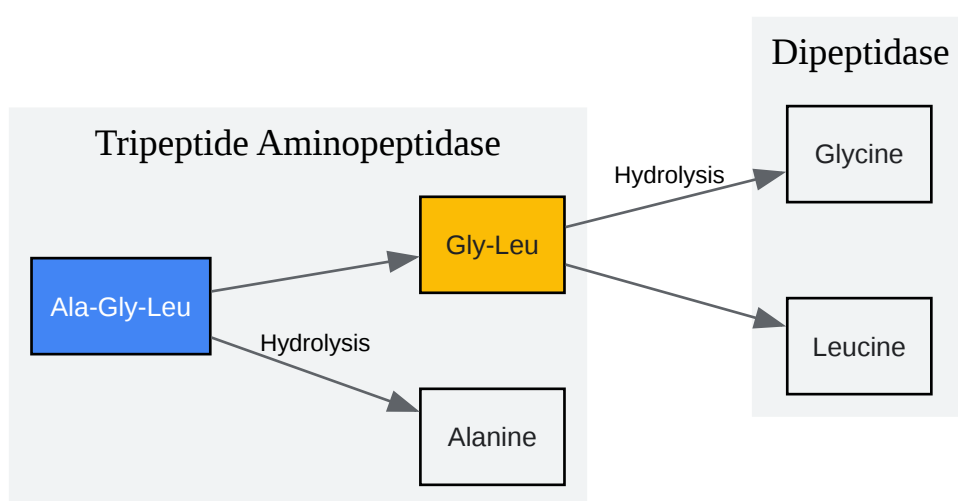 Dipeptidase
Tripeptide Aminopeptidase
Glycine
Hydrolysis
Gly-Leu
Ala-Gly-Leu
Hydrolysis
Leucine
Alanine